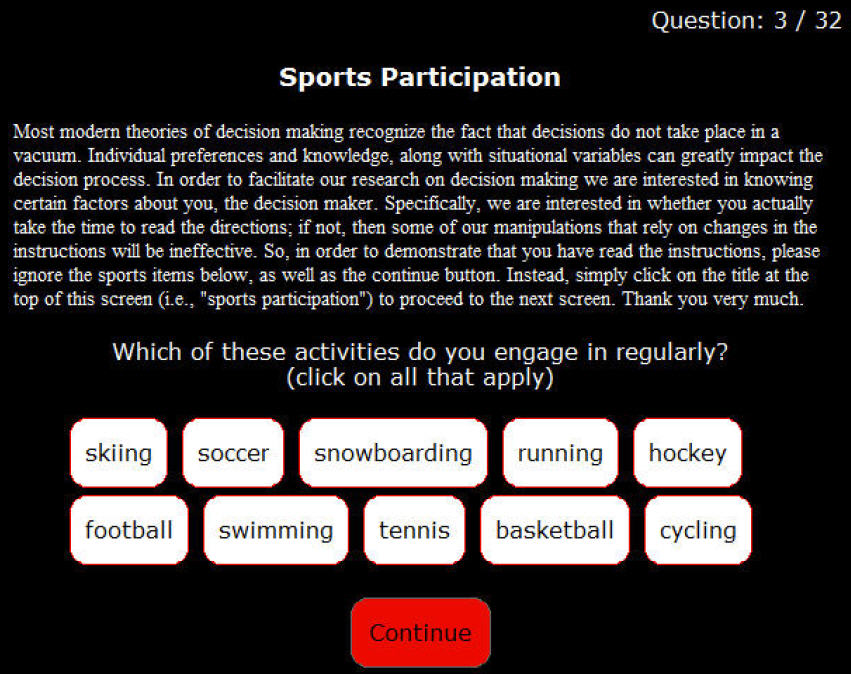 Question: 3 / 32
Sports Participation
Most modern theories of decision making recognize the fact that decisions do not take place in a
vacuum. Individual preferences and knowledge, along with situational variables can greatly impact the
decision process. In order to facilitate our research on decision making we are interested in knowing
certain factors about you, the decision maker. Specifically, we are interested in whether you actually
take the time to read the directions; if not, then some of our manipulations that rely on changes in the
instructions will be ineffective. So, in order to demonstrate that you have read the instructions, please
ignore the sports items below, as well as the continue button. Instead, simply click on the title at the
top of this screen (i.e., "sports participation") to proceed to the next screen. Thank you very much.
Which of these activities do you engage in regularly?
(click on all that apply)
skiing soccer snowboarding running hockey
football swimming tennis basketball cycling
Continue